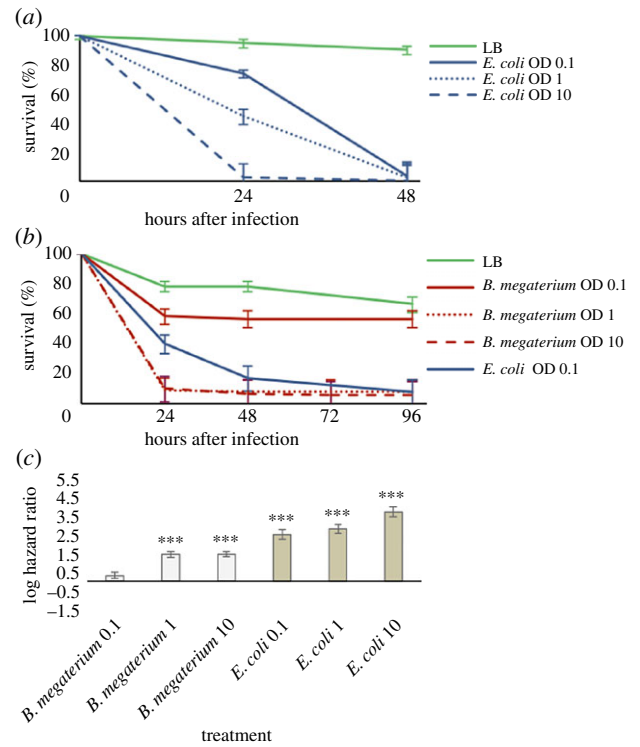 (a)
100
80
60
40
20
0
survival (%)
24
48
hours after infection
LB
E. coli OD 0.1
E. coli OD 1
E. coli OD 10
(b)
100
80
60
40
20
0
survival (%)
24
48
72
96
hours after infection
LB
B. megaterium OD 0.1
B. megaterium OD 1
B. megaterium OD 10
E. coli OD 0.1
(c)
5.5
4.5
3.5
2.5
1.5
0.5
–0.5
–1.5
log hazard ratio
***
***
***
***
***
B. megaterium 0.1
B. megaterium 1
B. megaterium 10
E. coli 0.1
E. coli 1
E. coli 10
treatment